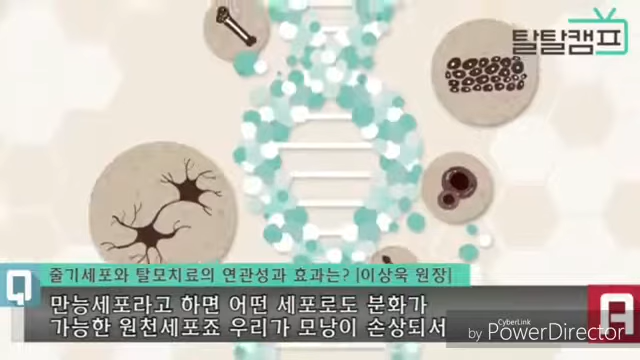 탈탈캠프
줄기세포와 탈모치료의 연관성과 효과는? [이상욱 원장]
Q
만능세포라고 하면 어떤 세포로도 분화가
가능한 원천세포죠 우리가 모낭이 손상되서
A
CyberLink
by PowerDirector